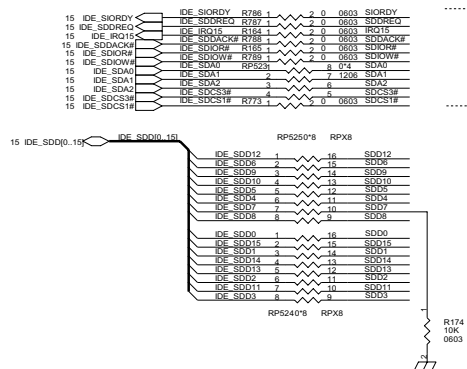 15 IDE_SIORDY IDE_SIORDY R786 1 2 0 0603 SIORDY
15 IDE_SDDREQ IDE_SDDREQ R787 1 2 0 0603 SDDREQ
15 IDE_IRQ15 IDE_IRQ15 R164 1 2 0 0603 IRQ15
15 IDE_SDDACK# IDE_SDDACK# R788 1 2 0 0603 SDDACK#
15 IDE_SDIOR# IDE_SDIOR# R165 1 2 0 0603 SDIOR#
15 IDE_SDIOW# IDE_SDIOW# R789 1 2 0 0603 SDIOW#
15 IDE_SDA0 IDE_SDA0 RP523 1 8 0*4 SDA0
15 IDE_SDA1 IDE_SDA1 2 7 1206 SDA1
15 IDE_SDA2 IDE_SDA2 3 6 SDA2
15 IDE_SDCS3# IDE_SDCS3# 4 5 SDCS3#
15 IDE_SDCS1# IDE_SDCS1# R773 1 2 0 0603 SDCS1#
15 IDE_SDD[0..15] IDE_SDD[0..15] RP525 0*8 RPX8
IDE_SDD12 1 16 SDD12
IDE_SDD6 2 15 SDD6
IDE_SDD9 3 14 SDD9
IDE_SDD10 4 13 SDD10
IDE_SDD5 5 12 SDD5
IDE_SDD4 6 11 SDD4
IDE_SDD7 7 10 SDD7
IDE_SDD8 8 9 SDD8
IDE_SDD0 1 16 SDD0
IDE_SDD15 2 15 SDD15
IDE_SDD1 3 14 SDD1
IDE_SDD14 4 13 SDD14
IDE_SDD13 5 12 SDD13
IDE_SDD2 6 11 SDD2
IDE_SDD11 7 10 SDD11
IDE_SDD3 8 9 SDD3
RP524 0*8 RPX8
1
R174
10K
0603
2